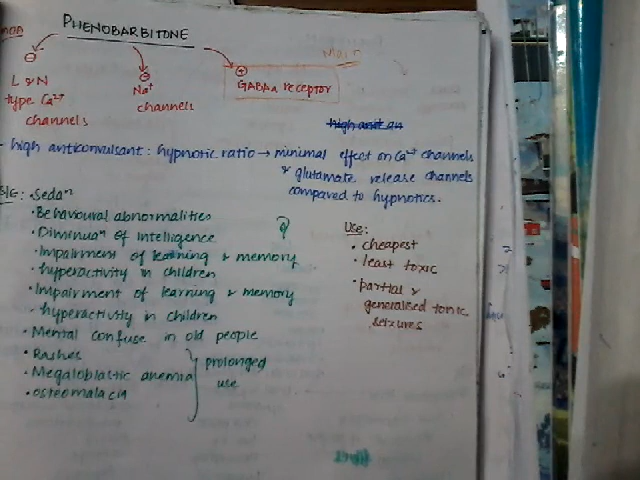 MOA
PHENOBARBITONE
Main
⊖ ⊖ ⊕
L & N type Ca²⁺ channels
Na⁺ channels
GABAA receptor
high anticonvulsant : hypnotic ratio → minimal effect on Ca²⁺ channels
& glutamate release channels
compared to hypnotics.
S/E : • Sedaⁿ
• Behavioural abnormalities
• Diminuaⁿ of intelligence
• Impairment of learning & memory
• hyperactivity in children
• Impairment of learning & memory
- hyperactivity in children
• Mental confuse in old people
• Rashes
• Megaloblastic anemia
• osteomalacia
prolonged
use
Use:
• cheapest
• least toxic
• partial &
generalised tonic
seizures